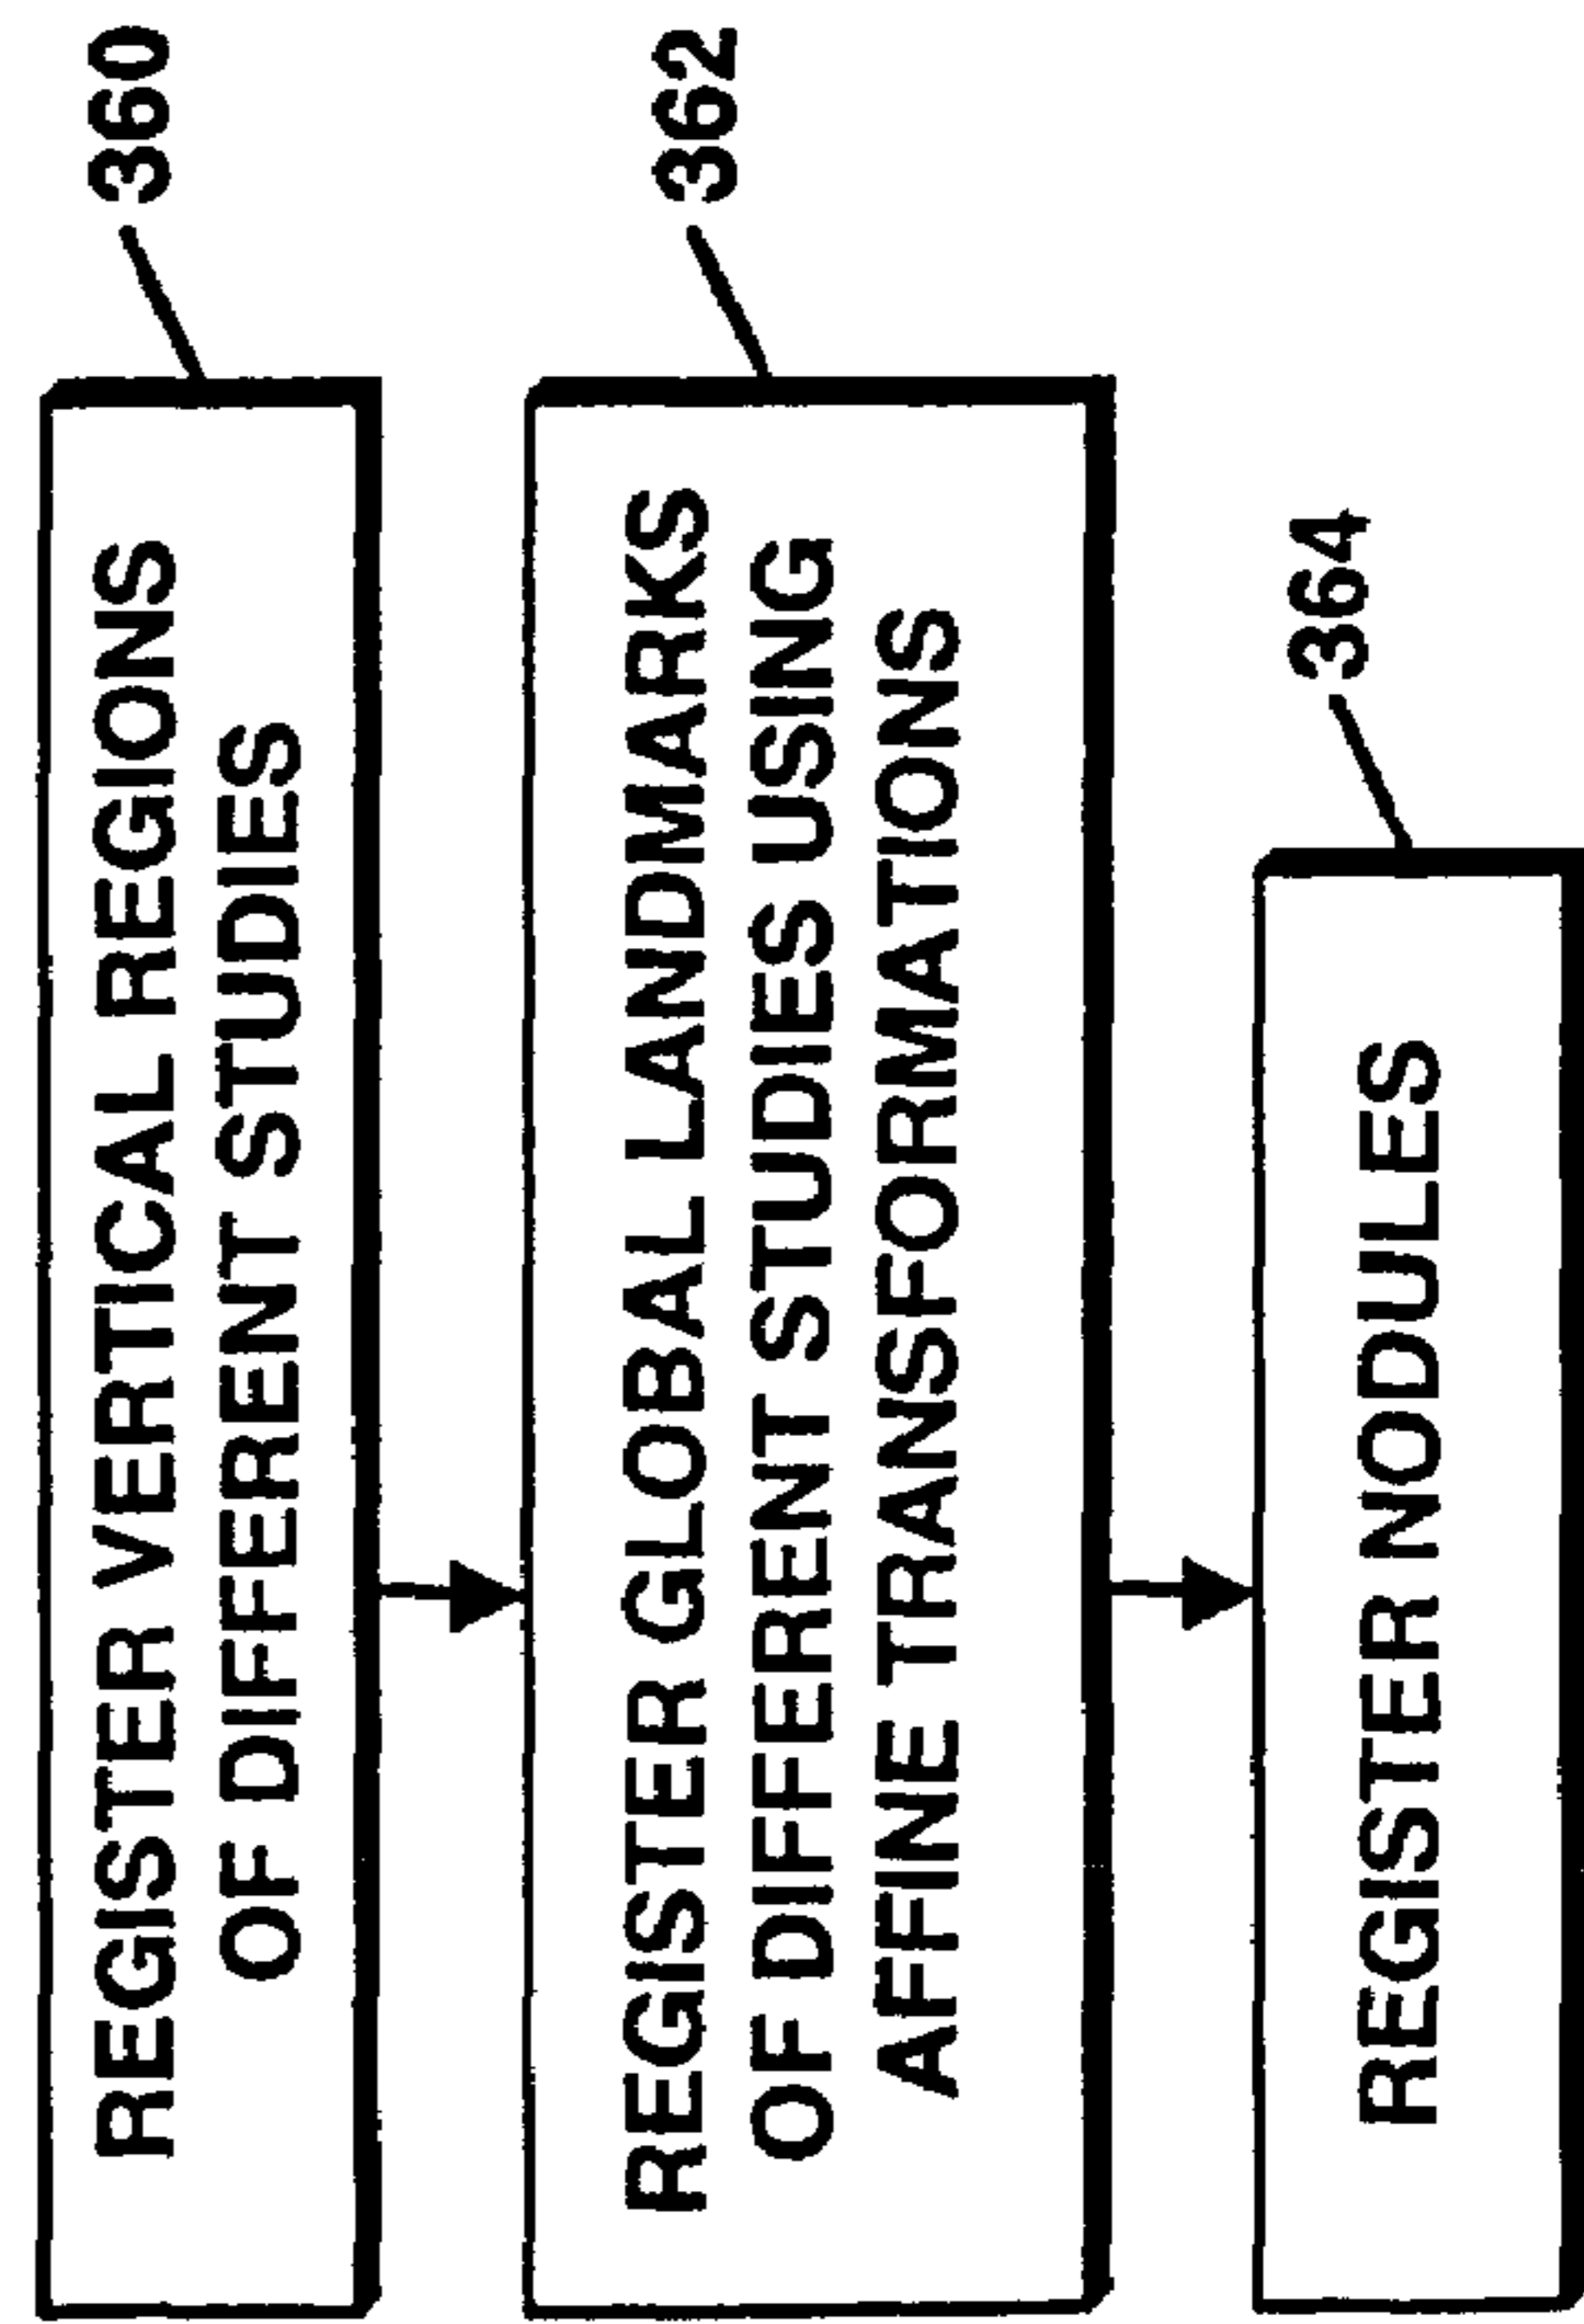 REGISTER VERTICAL REGIONS
OF DIFFERENT STUDIES
360
REGISTER GLOBAL LANDMARKS
OF DIFFERENT STUDIES USING
AFFINE TRANSFORMATIONS
362
REGISTER NODULES
364